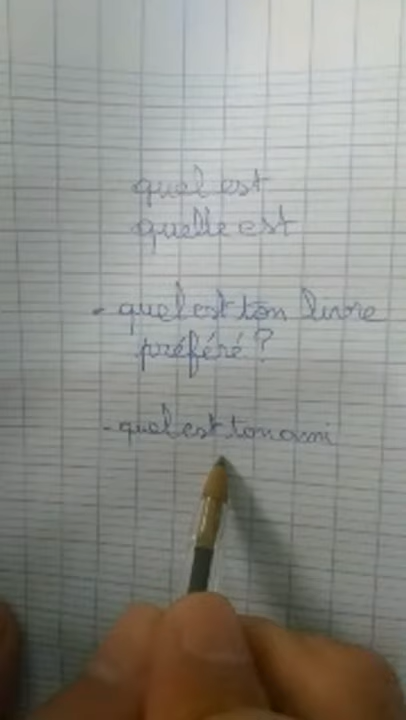 quel est
quelle est
- quel est ton livre
préféré ?
- quel est ton ami